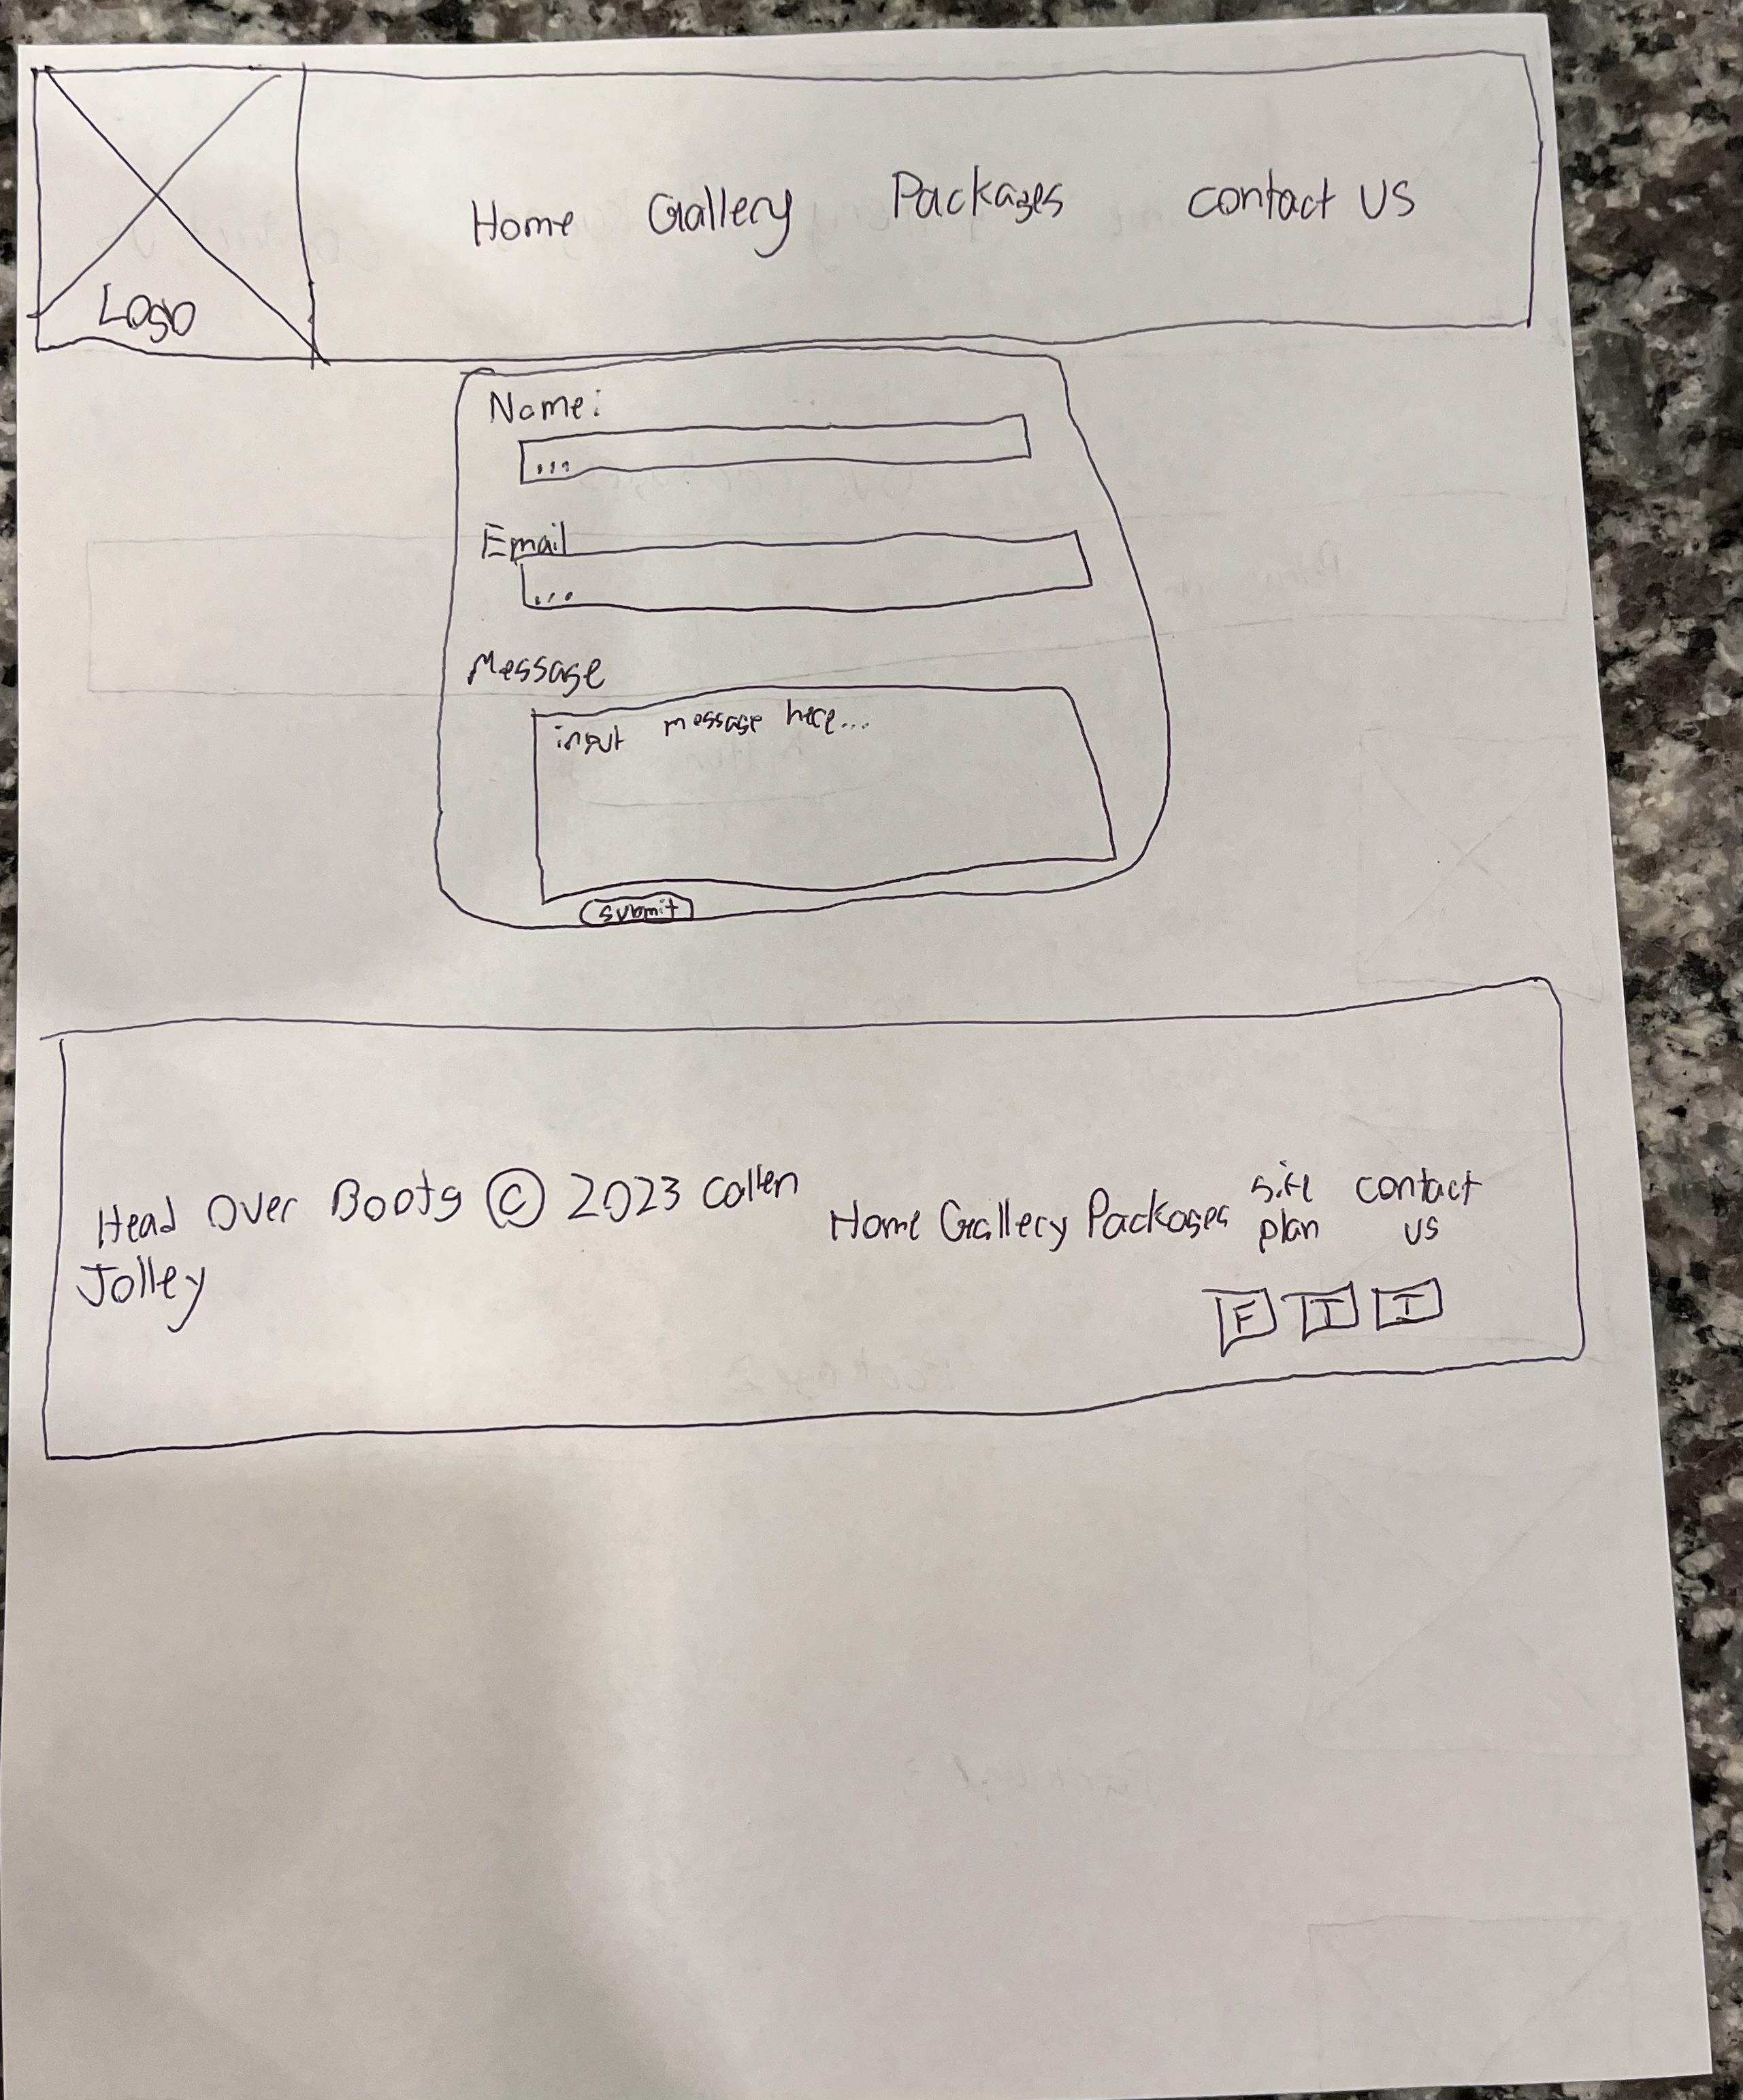 Logo
Home Gallery Packages contact us
Name:
...
Email
...
Message
input message here...
submit
Head Over Boots © 2023 Collen
Jolley
Home Gallery Packages site plan contact us
F I I